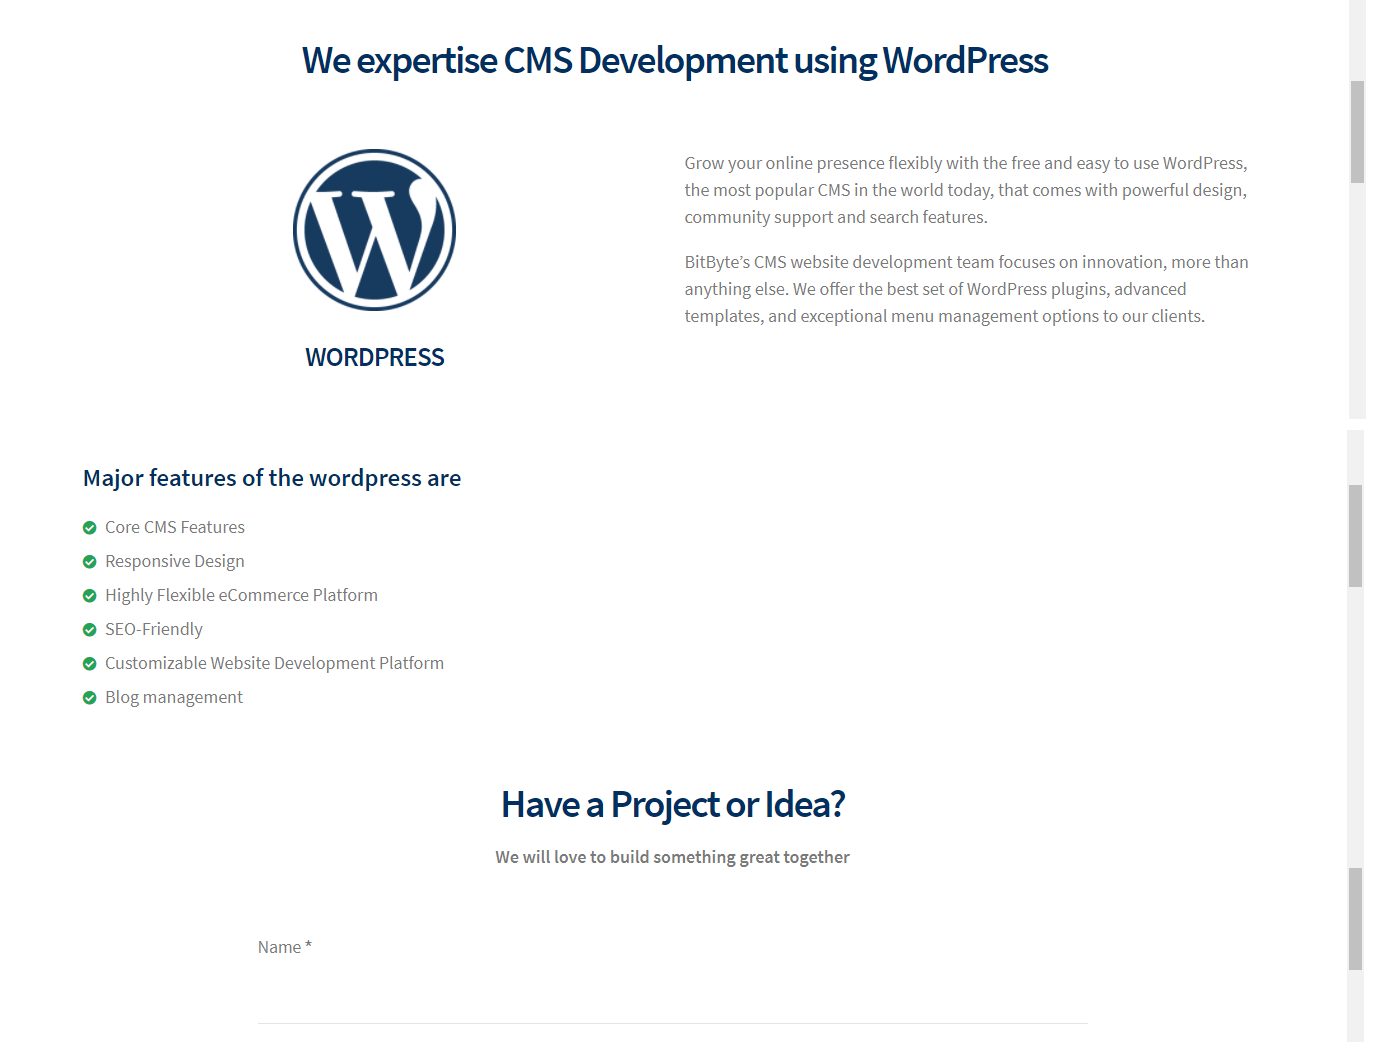 We expertise CMS Development using WordPress
Grow your online presence flexibly with the free and easy to use WordPress,
the most popular CMS in the world today, that comes with powerful design,
community support and search features.
BitByte’s CMS website development team focuses on innovation, more than
anything else. We offer the best set of WordPress plugins, advanced
templates, and exceptional menu management options to our clients.
WORDPRESS
Major features of the wordpress are
Core CMS Features
Responsive Design
Highly Flexible eCommerce Platform
SEO-Friendly
Customizable Website Development Platform
Blog management
Have a Project or Idea?
We will love to build something great together
Name *